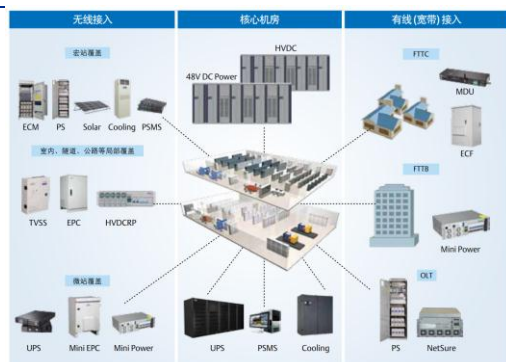 无线接入
宏站覆盖
ECM PS Solar Cooling PSMS
室内、隧道、公路等局部覆盖
TVSS EPC HVDCRP
微站覆盖
UPS Mini EPC Mini Power
核心机房
HVDC
48V DC Power
UPS PSMS Cooling
有线(宽带)接入
FTTC
MDU
ECF
FTTB
Mini Power
OLT
PS NetSure